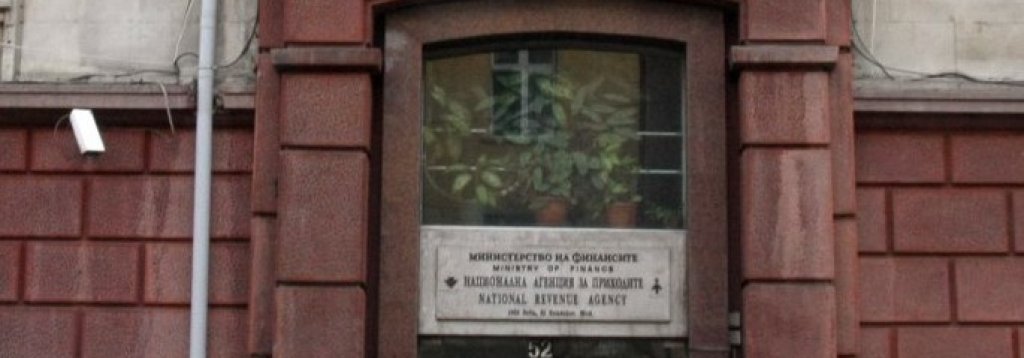 МИНИСТЕРСТВО НА ФИНАНСИТЕ
MINISTRY OF FINANCE
НАЦИОНАЛНА АГЕНЦИЯ ЗА ПРИХОДИТЕ
NATIONAL REVENUE AGENCY
52